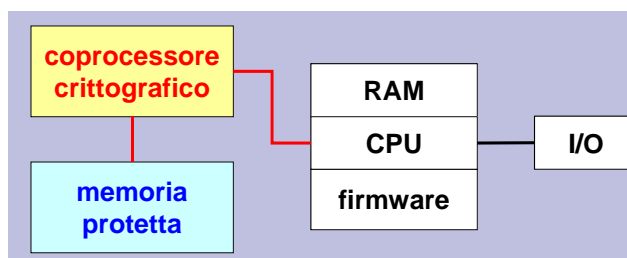 coprocessore
crittografico
memoria
protetta
RAM
CPU
firmware
I/O